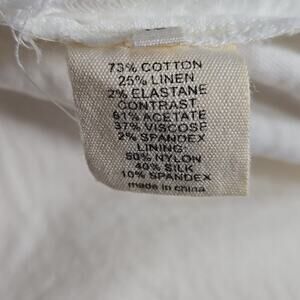 73% COTTON
25% LINEN
2% ELASTANE
CONTRAST
61% ACETATE
37% VISCOSE
2% SPANDEX
LINING:
50% NYLON
40% SILK
10% SPANDEX
made in china